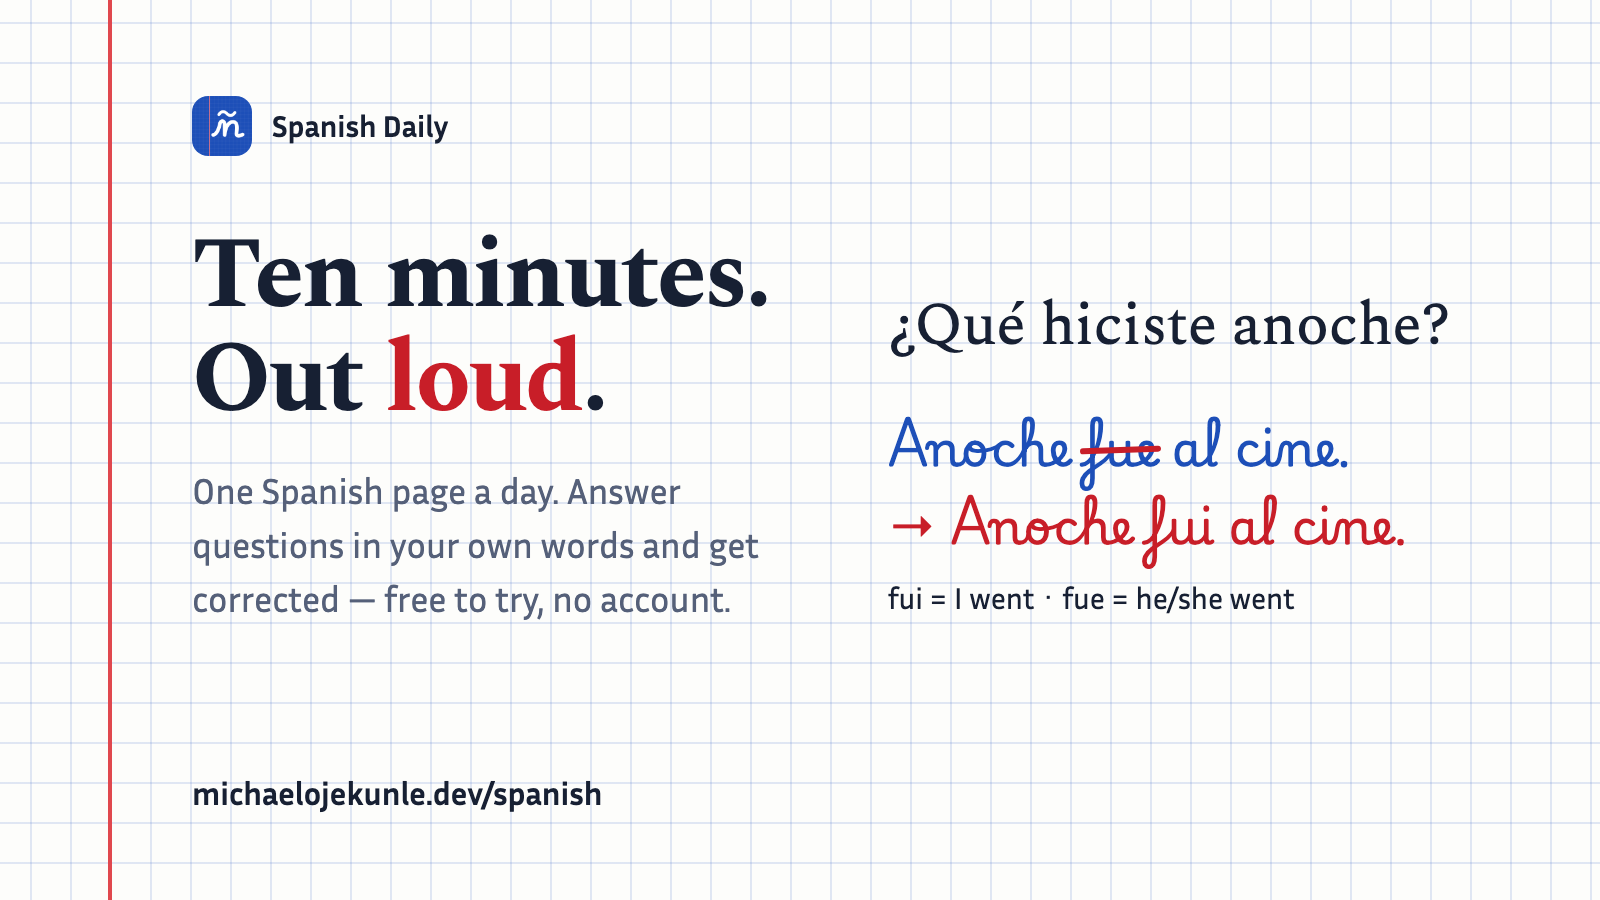 ñ
Spanish Daily
Ten minutes.
Out loud.
One Spanish page a day. Answer
questions in your own words and get
corrected — free to try, no account.
michaelojekunle.dev/spanish
¿Qué hiciste anoche?
Anoche fue al cine.
→ Anoche fui al cine.
fui = I went · fue = he/she went